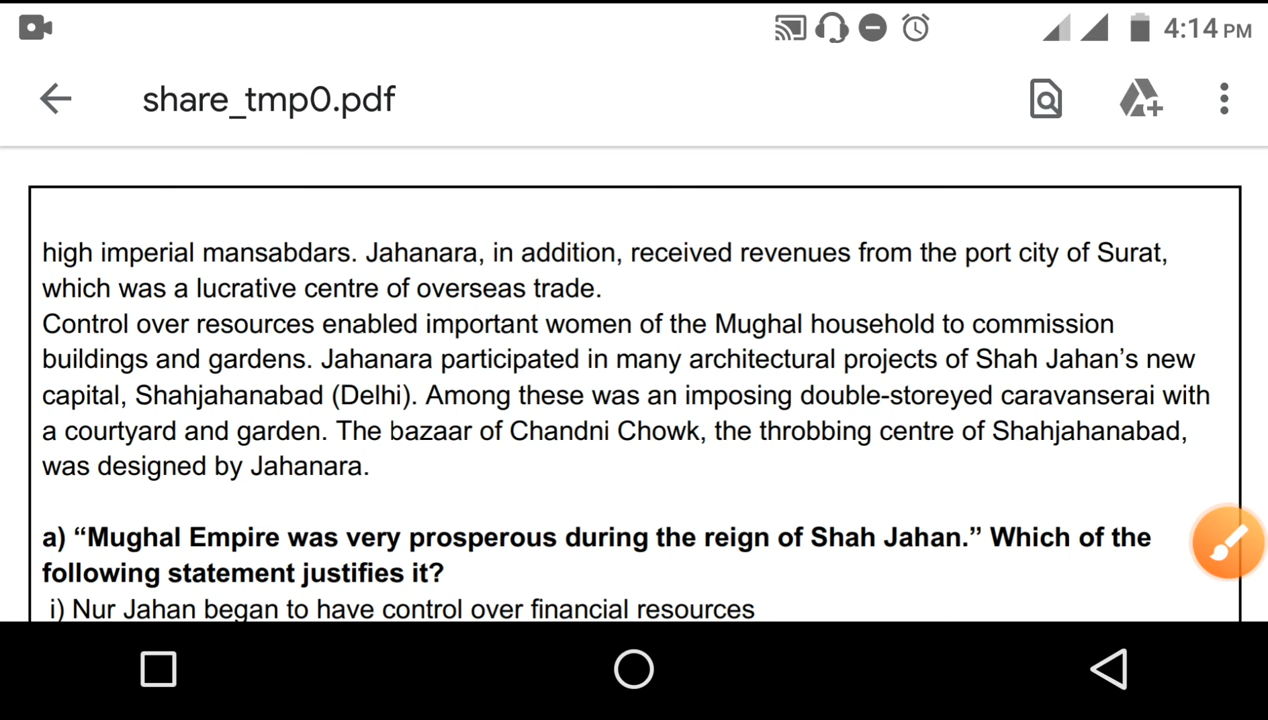 4:14 PM
share_tmp0.pdf
high imperial mansabdars. Jahanara, in addition, received revenues from the port city of Surat,
which was a lucrative centre of overseas trade.
Control over resources enabled important women of the Mughal household to commission
buildings and gardens. Jahanara participated in many architectural projects of Shah Jahan’s new
capital, Shahjahanabad (Delhi). Among these was an imposing double-storeyed caravanserai with
a courtyard and garden. The bazaar of Chandni Chowk, the throbbing centre of Shahjahanabad,
was designed by Jahanara.
a) “Mughal Empire was very prosperous during the reign of Shah Jahan.” Which of the
following statement justifies it?
i) Nur Jahan began to have control over financial resources